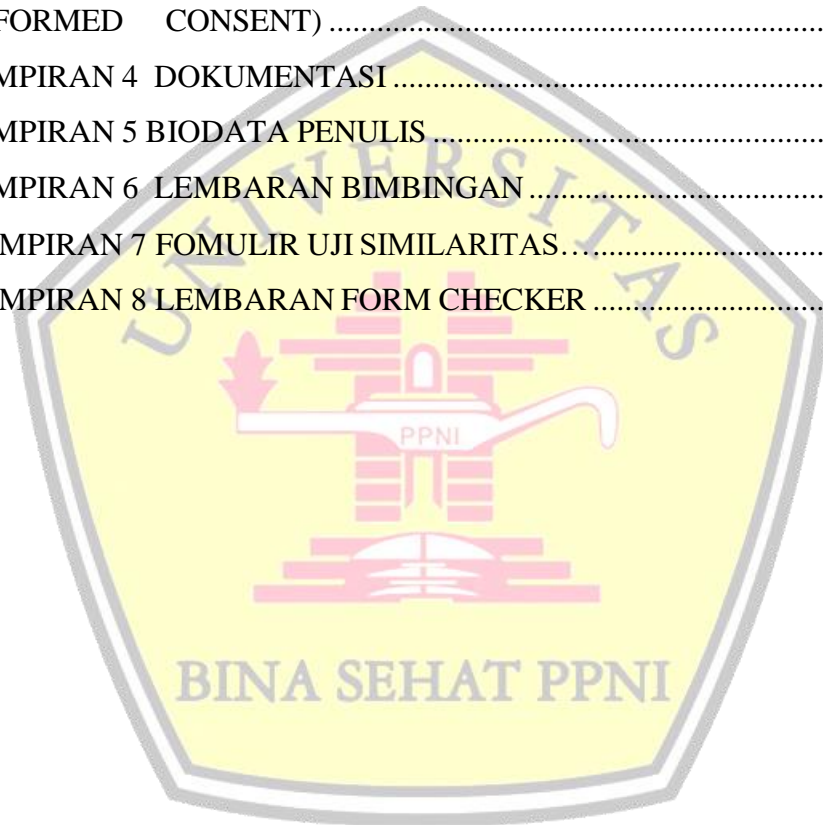 FORMED CONSENT) ........................................................................
MPIRAN 4 DOKUMENTASI ...............................................................
MPIRAN 5 BIODATA PENULIS ..........................................................
MPIRAN 6 LEMBARAN BIMBINGAN ...............................................
MPIRAN 7 FOMULIR UJI SIMILARITAS…......................................
MPIRAN 8 LEMBARAN FORM CHECKER .....................................
UNIVERSITAS
PPNI
BINA SEHAT PPNI